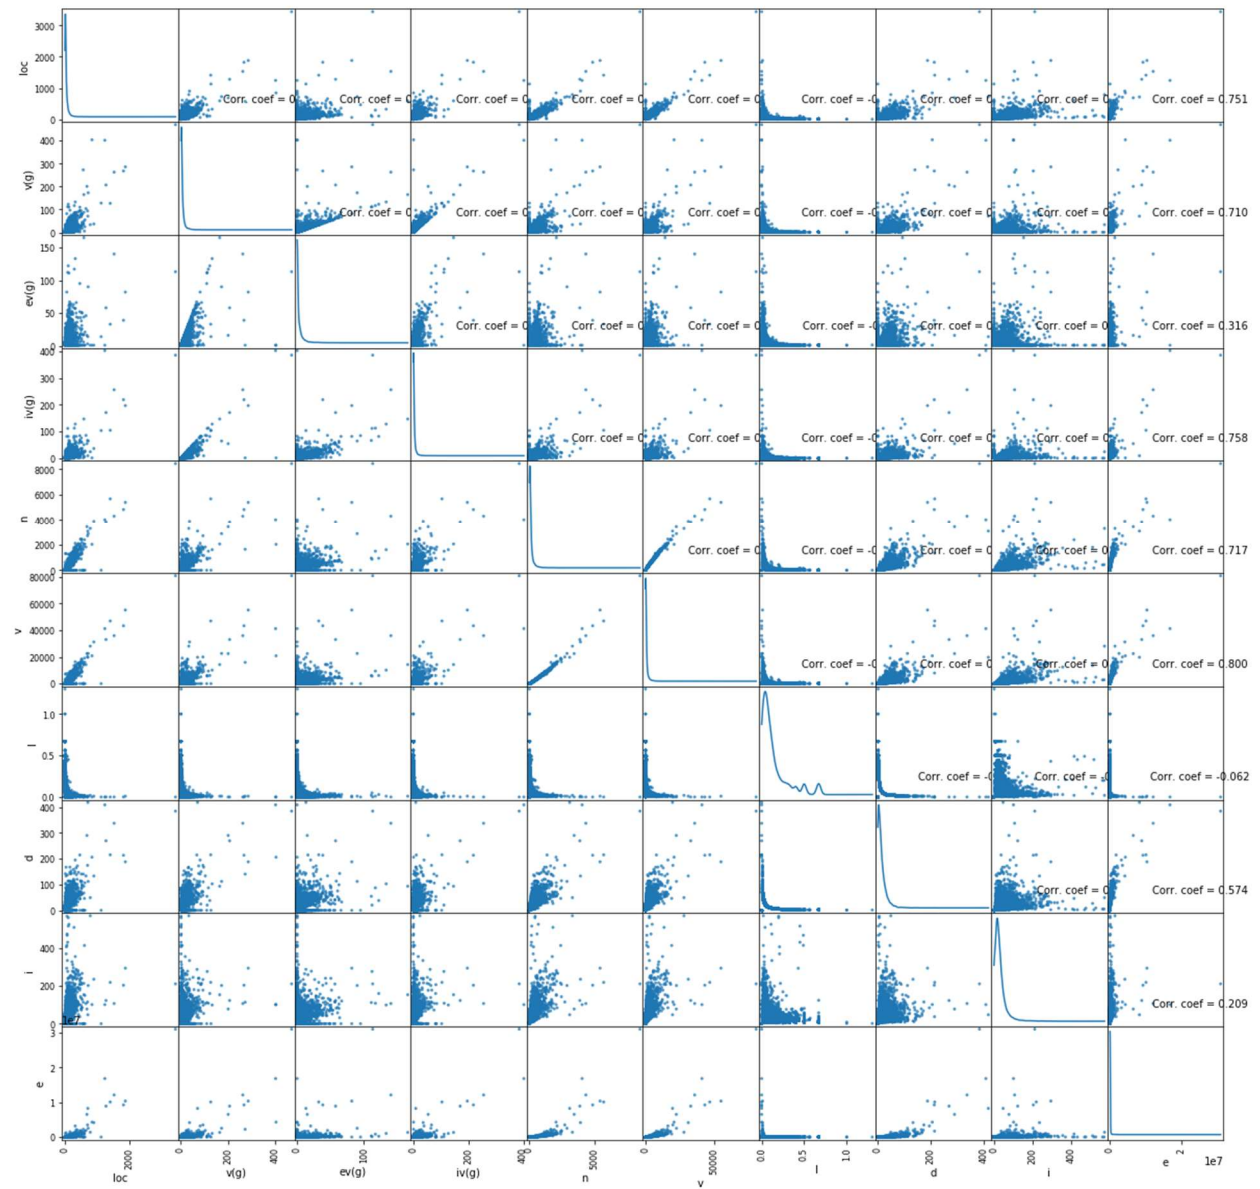 3000
2000
1000
0
loc
Corr. coef = 0
Corr. coef = 0
Corr. coef = 0
Corr. coef = 0
Corr. coef = 0
Corr. coef = -0
Corr. coef = 0
Corr. coef = 0
Corr. coef = 0.751
400
300
200
100
0
v(g)
Corr. coef = 0
Corr. coef = 0
Corr. coef = 0
Corr. coef = 0
Corr. coef = -0
Corr. coef = 0
Corr. coef = 0
Corr. coef = 0.710
150
100
50
0
ev(g)
Corr. coef = 0
Corr. coef = 0
Corr. coef = 0
Corr. coef = -0
Corr. coef = 0
Corr. coef = 0
Corr. coef = 0.316
400
300
200
100
0
iv(g)
Corr. coef = 0
Corr. coef = 0
Corr. coef = -0
Corr. coef = 0
Corr. coef = 0
Corr. coef = 0.758
8000
6000
4000
2000
0
n
Corr. coef = 0
Corr. coef = -0
Corr. coef = 0
Corr. coef = 0
Corr. coef = 0.717
80000
60000
40000
20000
0
v
Corr. coef = -0
Corr. coef = 0
Corr. coef = 0
Corr. coef = 0.800
1.0
0.5
0.0
l
Corr. coef = -0
Corr. coef = -0
Corr. coef = -0.062
400
300
200
100
0
d
Corr. coef = 0
Corr. coef = 0.574
400
200
0
i
Corr. coef = 0.209
1e7
3
2
1
0
e
0
2000
0
200
400
0
100
0
200
400
0
5000
0
50000
0.0
0.5
1.0
0
200
400
0
200
400
0
2
1e7
loc
v(g)
ev(g)
iv(g)
n
v
l
d
i
e